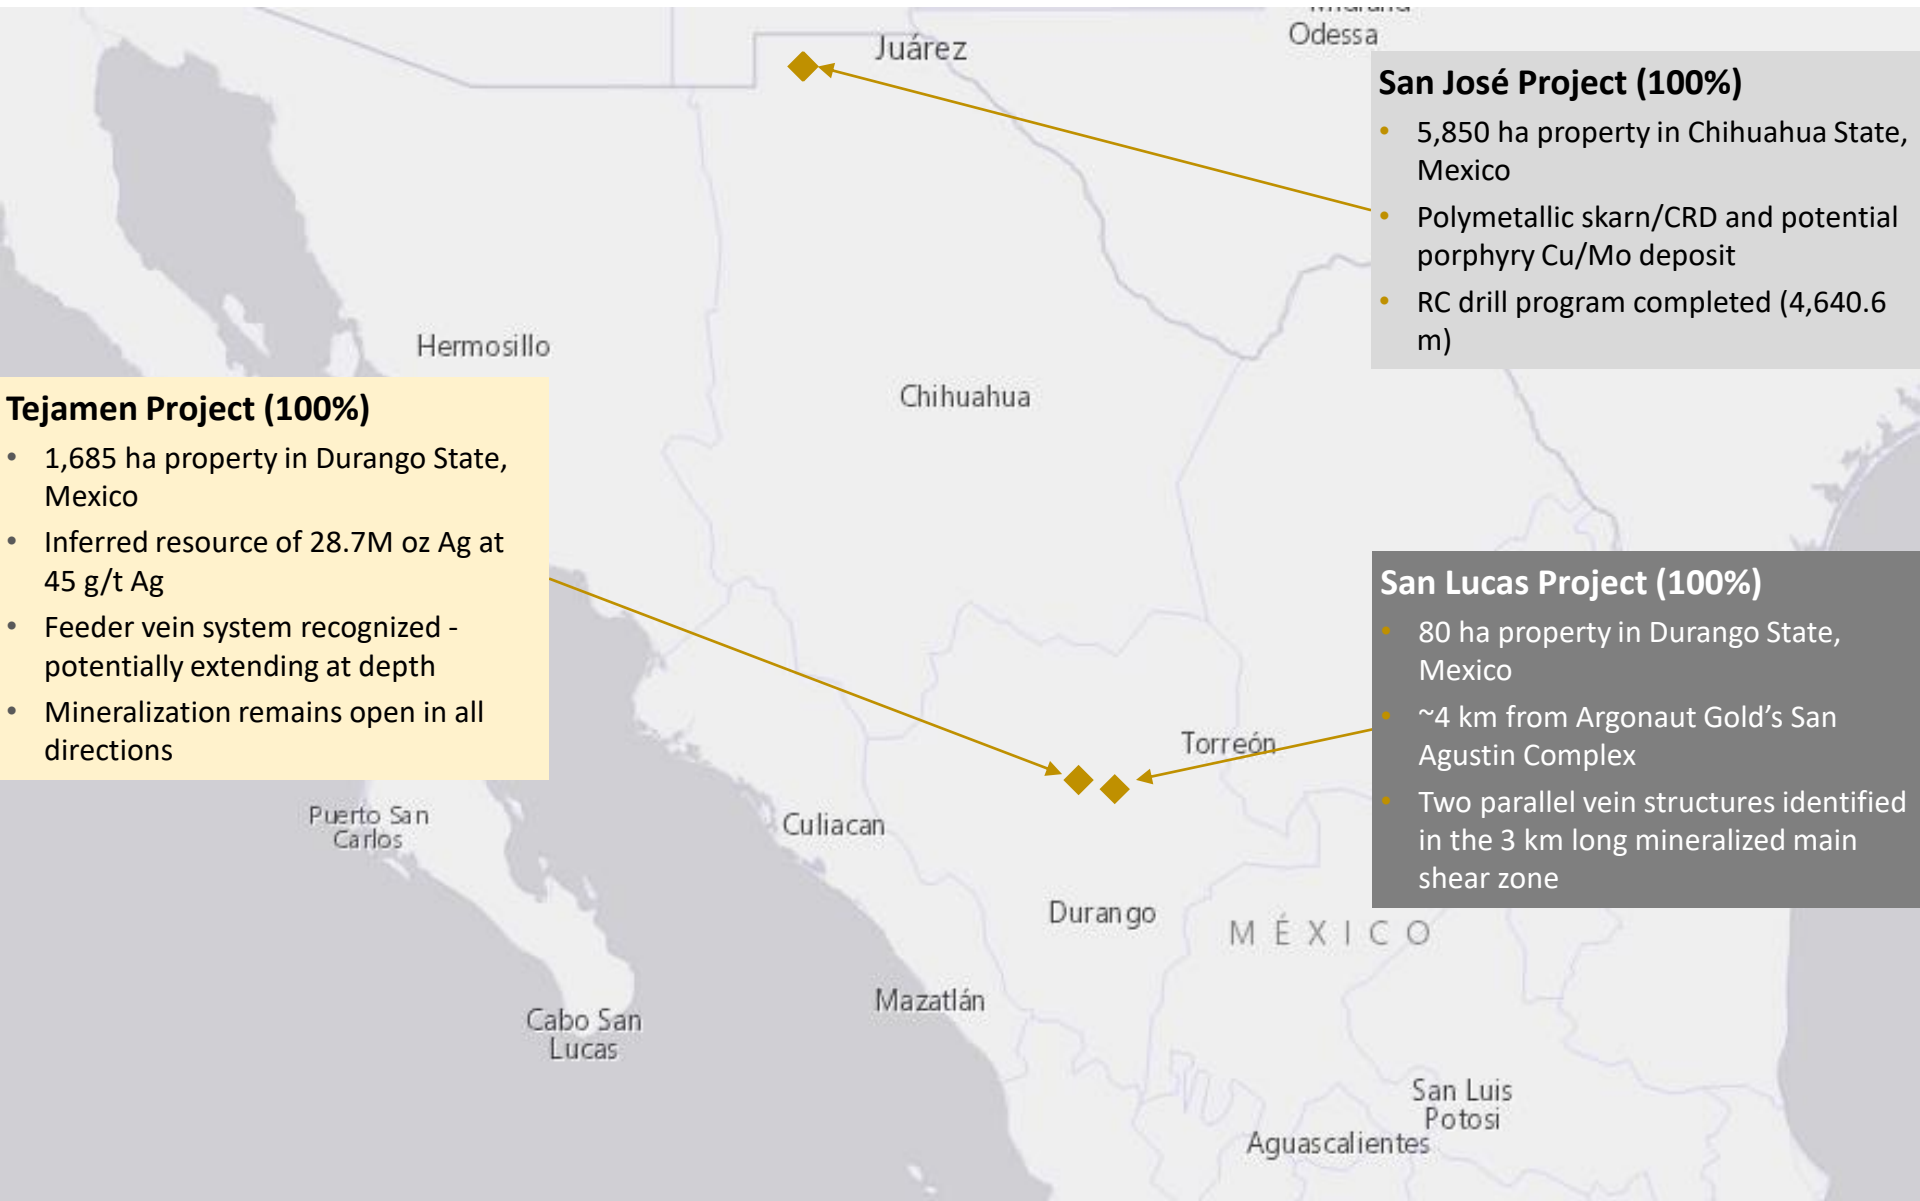 Odessa
Juárez
San José Project (100%)
• 5,850 ha property in Chihuahua State,
Mexico
• Polymetallic skarn/CRD and potential
porphyry Cu/Mo deposit
• RC drill program completed (4,640.6
m)
Hermosillo
Chihuahua
Tejamen Project (100%)
• 1,685 ha property in Durango State,
Mexico
• Inferred resource of 28.7M oz Ag at
45 g/t Ag
• Feeder vein system recognized -
potentially extending at depth
• Mineralization remains open in all
directions
San Lucas Project (100%)
• 80 ha property in Durango State,
Mexico
• ~4 km from Argonaut Gold’s San
Agustin Complex
• Two parallel vein structures identified
in the 3 km long mineralized main
shear zone
Torreón
Puerto San
Carlos
Culiacan
Durango
MÉXICO
Mazatlán
Cabo San
Lucas
San Luis
Potosi
Aguascalientes